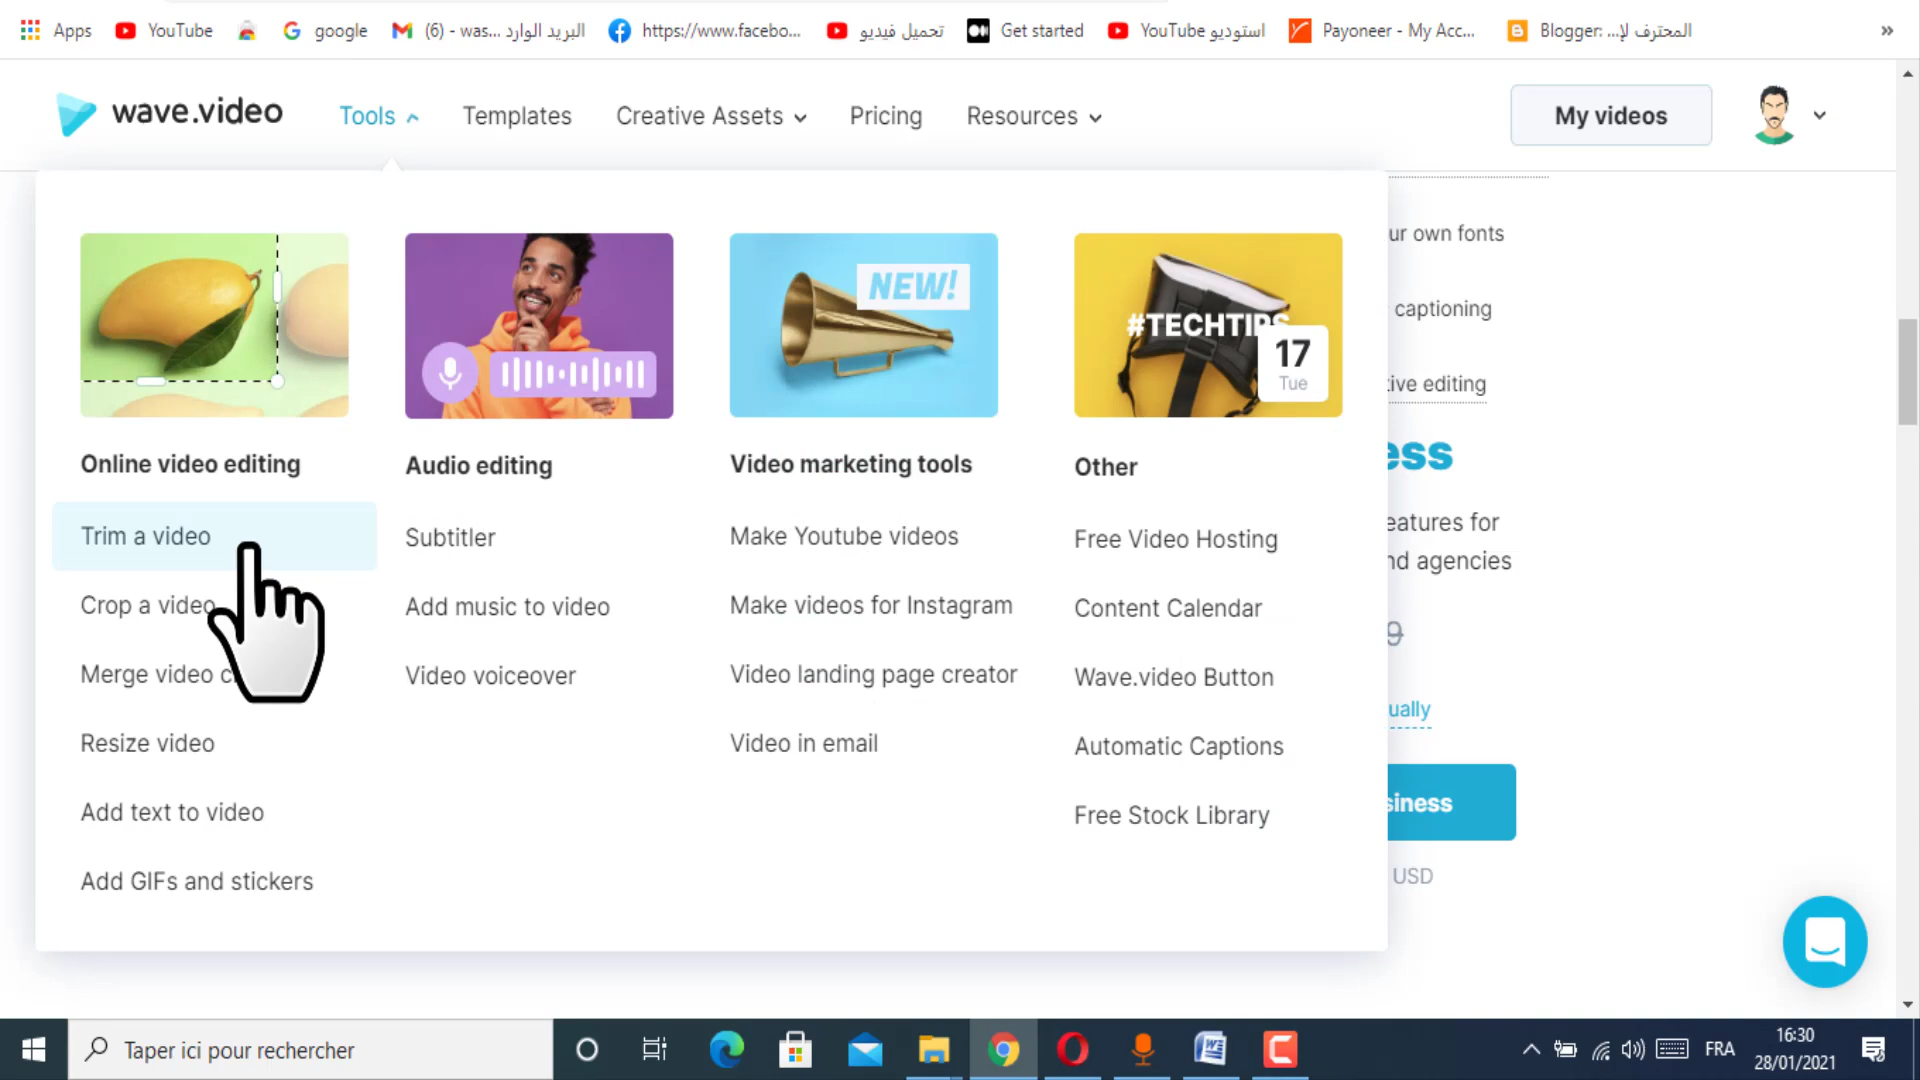 Apps YouTube google البريد الوارد (6) - was... https://www.facebo... تحميل فيديو Get started استوديو YouTube Payoneer - My Acc... Blogger: ...المحترف لإ »
wave.video Tools Templates Creative Assets Pricing Resources My videos
ur own fonts
captioning
tive editing
ess
eatures for
nd agencies
9
ually
siness
USD
NEW!
#TECHTIPS
17
Tue
Online video editing
Trim a video
Crop a video
Merge video c
Resize video
Add text to video
Add GIFs and stickers
Audio editing
Subtitler
Add music to video
Video voiceover
Video marketing tools
Make Youtube videos
Make videos for Instagram
Video landing page creator
Video in email
Other
Free Video Hosting
Content Calendar
Wave.video Button
Automatic Captions
Free Stock Library
Taper ici pour rechercher
FRA
16:30
28/01/2021